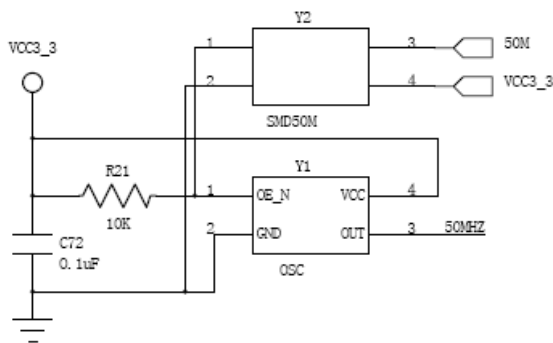 Y2
VCC3_3
1
3
50M
2
4
VCC3_3
SMD50M
R21
Y1
1
OE_N
VCC
4
10K
2
GND
OUT
3
50MHZ
C72
0.1uF
OSC